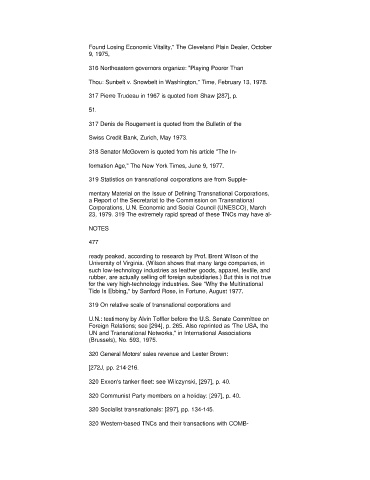 Found Losing Economic Vitality," The Cleveland Plain Dealer, October
9, 1975,
316 Northeastern governors organize: "Playing Poorer Than
Thou: Sunbelt v. Snowbelt in Washington," Time, February 13, 1978.
317 Pierre Trudeau in 1967 is quoted from Shaw [287], p.
51.
317 Denis de Rougement is quoted from the Bulletin of the
Swiss Credit Bank, Zurich, May 1973.
318 Senator McGovern is quoted from his article "The In-
formation Age," The New York Times, June 9, 1977.
319 Statistics on transnational corporations are from Supple-
mentary Material on the Issue of Defining Transnational Corporations,
a Report of the Secretariat to the Commission on Transnational
Corporations, U.N. Economic and Social Council (UNESCO), March
23, 1979. 319 The extremely rapid spread of these TNCs may have al-
NOTES
477
ready peaked, according to research by Prof. Brent Wilson of the
University of Virginia. (Wilson shows that many large companies, in
such low-technology industries as leather goods, apparel, textile, and
rubber, are actually selling off foreign subsidiaries.) But this is not true
for the very high-technology industries. See "Why the Multinational
Tide Is Ebbing," by Sanford Rose, in Fortune, August 1977.
319 On relative scale of transnational corporations and
U.N.: testimony by Alvin Toffler before the U.S. Senate Committee on
Foreign Relations; see [294], p. 265. Also reprinted as 'The USA, the
UN and Transnational Networks," in International Associations
(Brussels), No. 593, 1975.
320 General Motors' sales revenue and Lester Brown:
[272J, pp. 214-216.
320 Exxon's tanker fleet: see Wilczynski, [297], p. 40.
320 Communist Party members on a holiday: [297], p. 40.
320 Socialist transnationals: [297], pp. 134-145.
320 Western-based TNCs and their transactions with COMB-